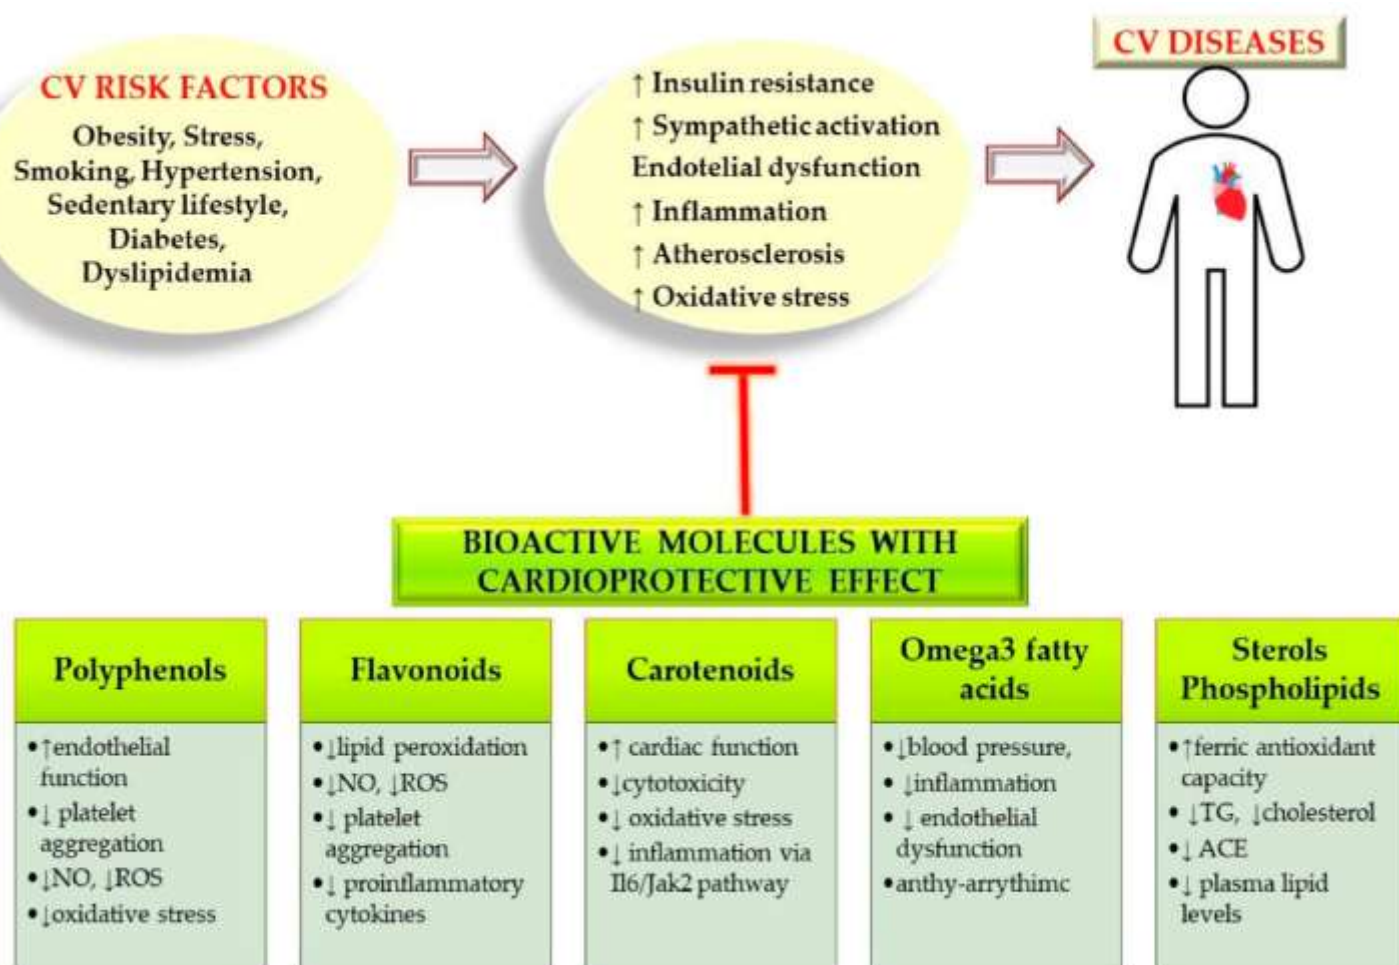 CV RISK FACTORS
Obesity, Stress,
Smoking, Hypertension,
Sedentary lifestyle,
Diabetes,
Dyslipidemia
↑ Insulin resistance
↑ Sympathetic activation
Endotelial dysfunction
↑ Inflammation
↑ Atherosclerosis
↑ Oxidative stress
CV DISEASES
BIOACTIVE MOLECULES WITH
CARDIOPROTECTIVE EFFECT
Polyphenols
•↑endothelial
function
•↓ platelet
aggregation
•↓NO, ↓ROS
•↓oxidative stress
Flavonoids
•↓lipid peroxidation
•↓NO, ↓ROS
•↓ platelet
aggregation
•↓ proinflammatory
cytokines
Carotenoids
•↑ cardiac function
•↓cytotoxicity
•↓ oxidative stress
•↓ inflammation via
Il6/Jak2 pathway
Omega3 fatty
acids
•↓blood pressure,
• ↓inflammation
• ↓ endothelial
dysfunction
•anthy-arrythimc
Sterols
Phospholipids
•↑ferric antioxidant
capacity
• ↓TG, ↓cholesterol
•↓ ACE
•↓ plasma lipid
levels